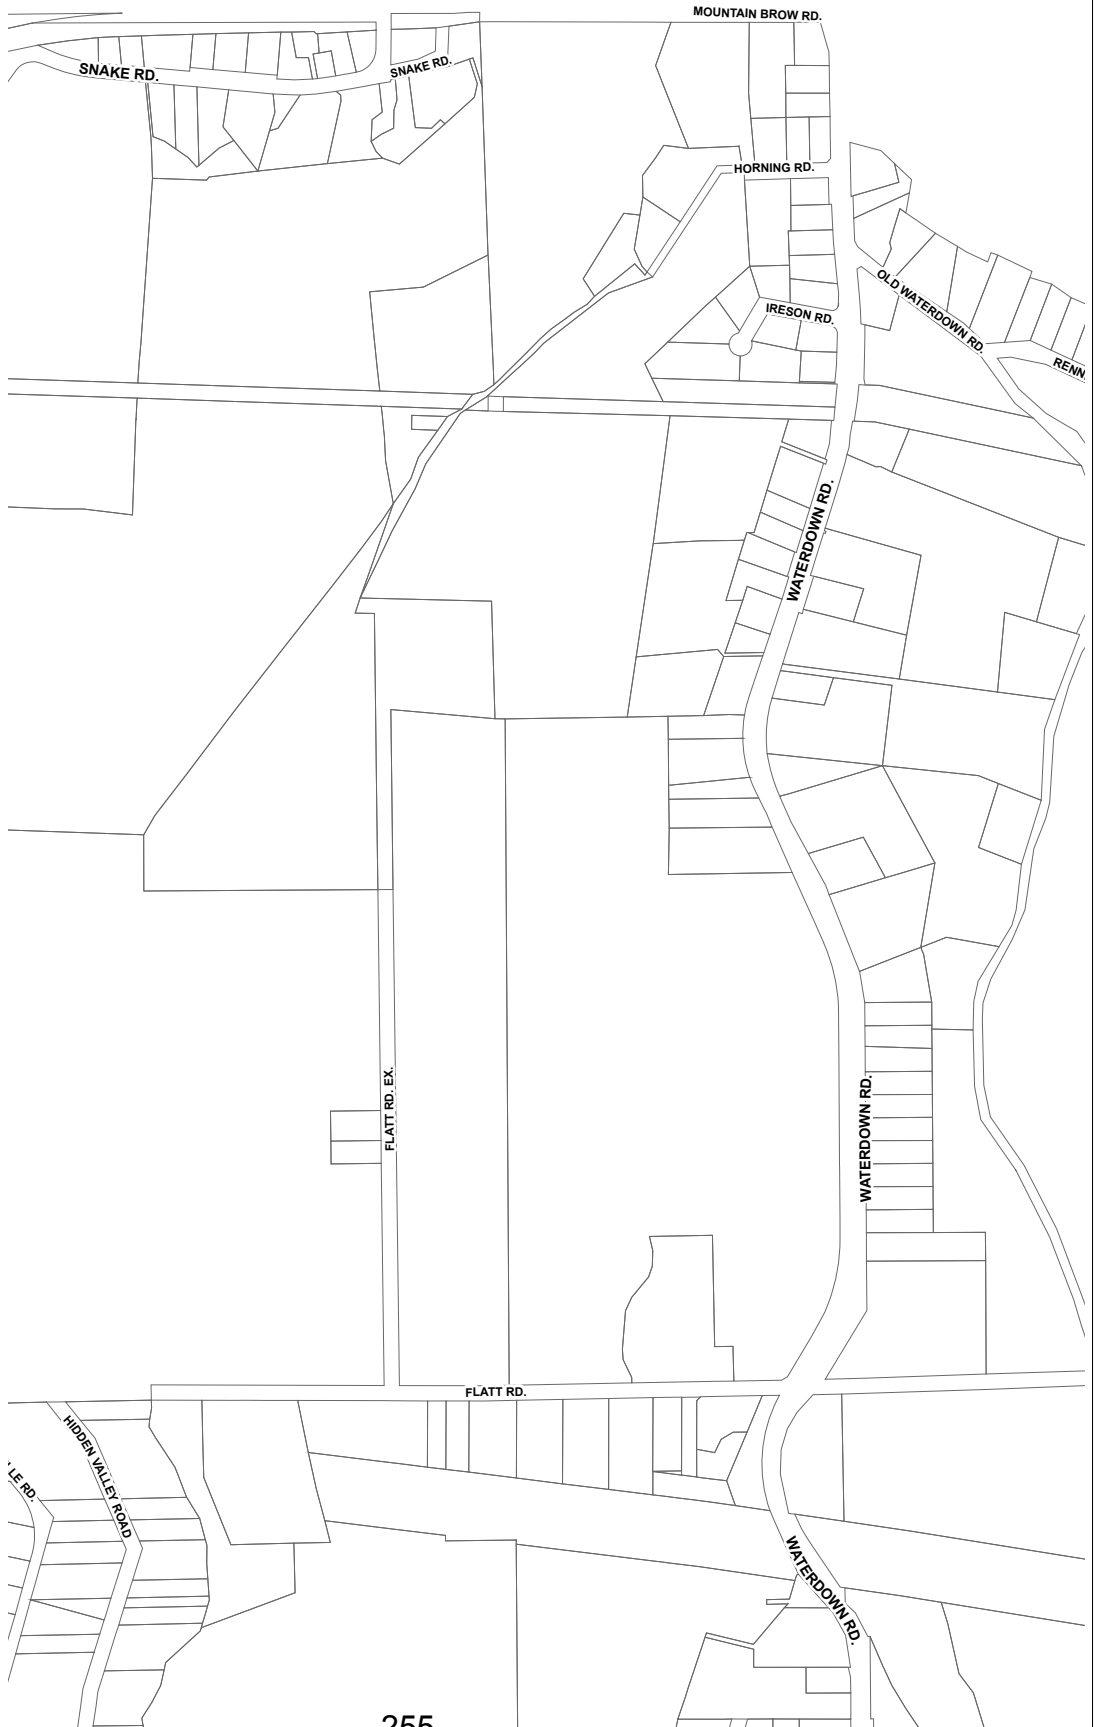 MOUNTAIN BROW RD.
SNAKE RD.
SNAKE RD.
HORNING RD.
OLD WATERDOWN RD.
IRESON RD.
RENN
WATERDOWN RD.
FLATT RD. EX.
WATERDOWN RD.
FLATT RD.
HIDDEN VALLEY ROAD
LE RD.
WATERDOWN RD.
255